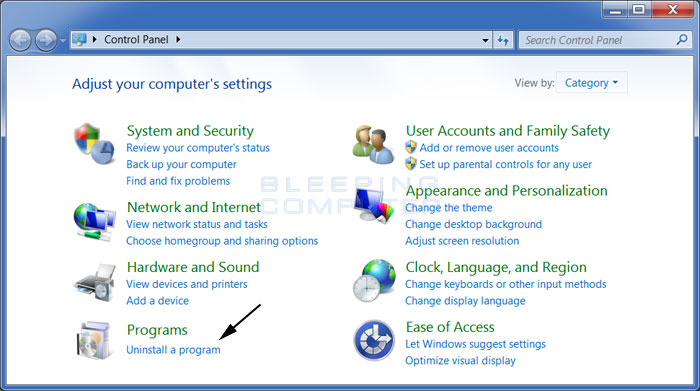 Control Panel
Search Control Panel
Adjust your computer's settings
View by: Category
System and Security
Review your computer's status
Back up your computer
Find and fix problems
Network and Internet
View network status and tasks
Choose homegroup and sharing options
Hardware and Sound
View devices and printers
Add a device
Programs
Uninstall a program
User Accounts and Family Safety
Add or remove user accounts
Set up parental controls for any user
Appearance and Personalization
Change the theme
Change desktop background
Adjust screen resolution
Clock, Language, and Region
Change keyboards or other input methods
Change display language
Ease of Access
Let Windows suggest settings
Optimize visual display
BLEEPING
COMPUTER